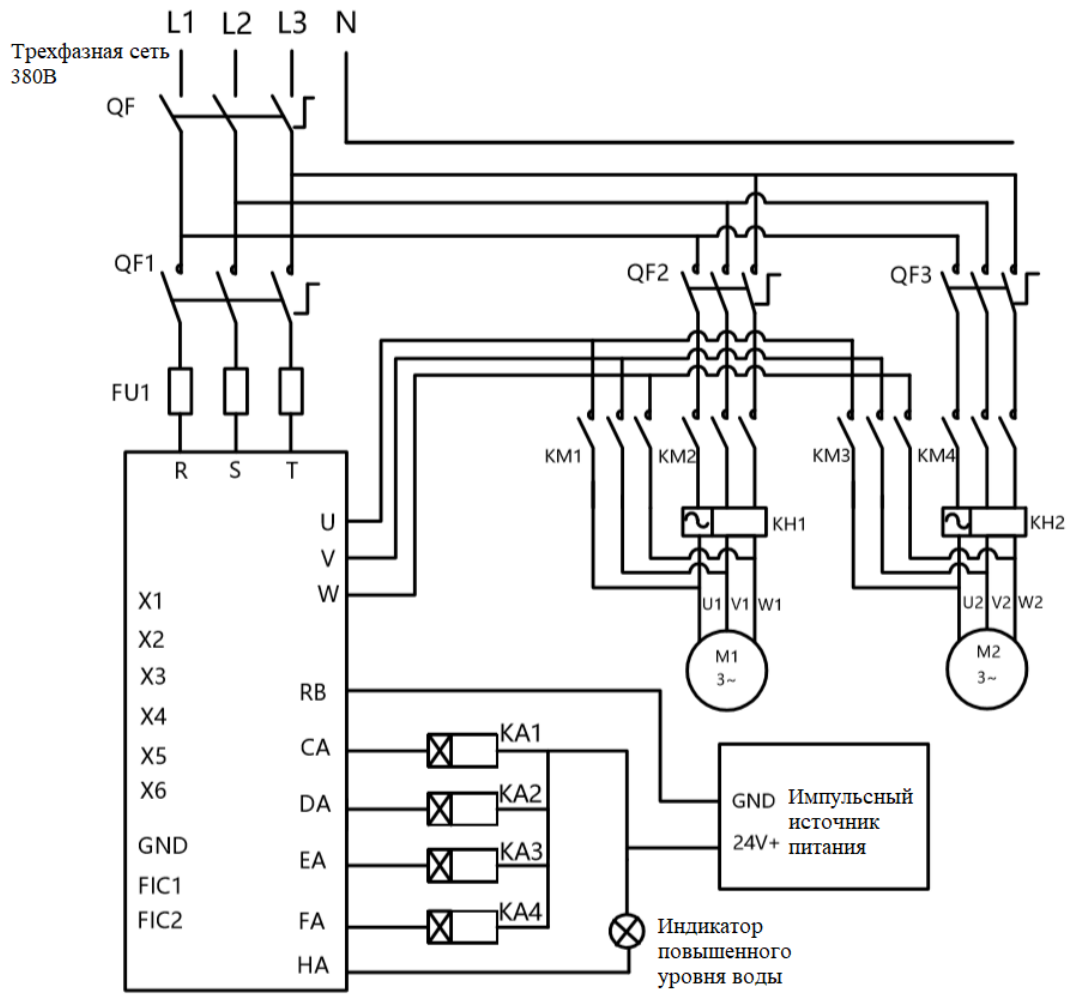 L1 L2 L3 N
Трехфазная сеть
380В
QF
QF1
QF2
QF3
FU1
KM1
KM2
KM3
KM4
R S T
KH1
KH2
U
V
W
U1 V1 W1
U2 V2 W2
M1
3~
M2
3~
X1
X2
X3
X4
X5
X6
GND
FIC1
FIC2
RB
CA
DA
EA
FA
HA
KA1
KA2
KA3
KA4
GND
24V+
Импульсный
источник
питания
Индикатор
повышенного
уровня воды